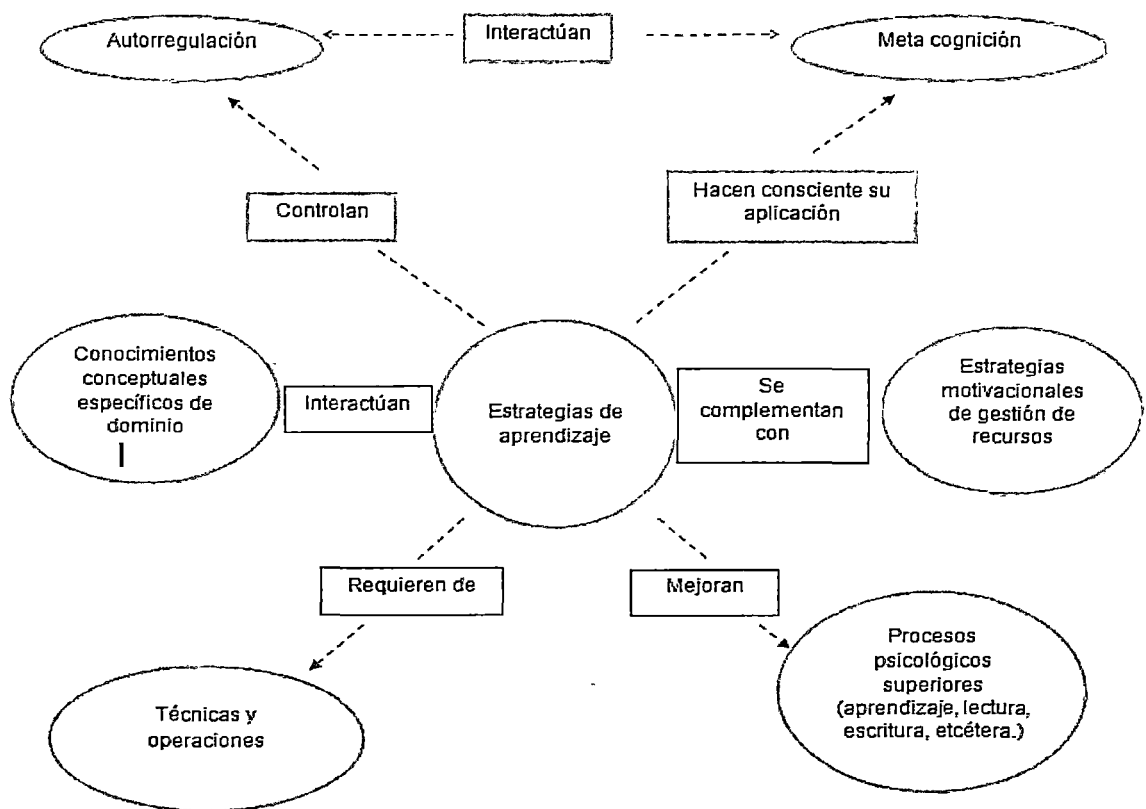 Autorregulación
Interactúan
Meta cognición
Controlan
Hacen consciente su
aplicación
Conocimientos
conceptuales
específicos de
dominio
Interactúan
Estrategias de
aprendizaje
Se
complementan
con
Estrategias
motivacionales
de gestión de
recursos
Requieren de
Mejoran
Técnicas y
operaciones
Procesos
psicológicos
superiores
(aprendizaje, lectura,
escritura, etcétera.)